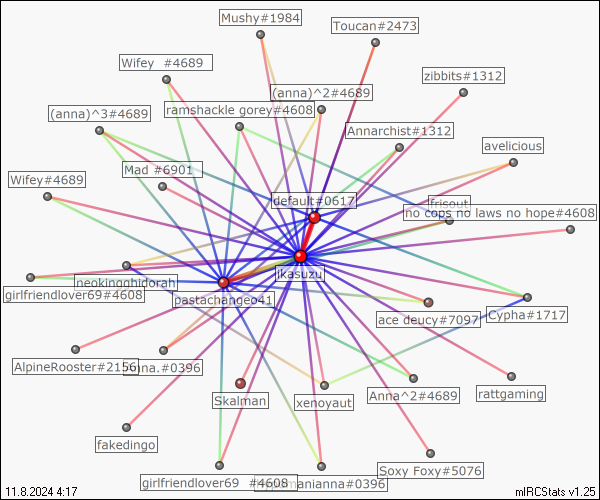 Mushy#1984
Toucan#2473
Wifey #4689
zibbits#1312
(anna)^2#4689
(anna)^3#4689
ramshackle gorey#4608
Annarchist#1312
avelicious
Mad #6901
Wifey#4689
default#0617
frisout
no cops no laws no hope#4608
jkasuzu
neokingghidorah
pastachangeo41
girlfriendlover69#4608
ace deucy#7097
Cypha#1717
AlpineRooster#2156
nna.#0396
Skalman
xenoyaut
Anna^2#4689
rattgaming
fakedingo
girlfriendlover69 #4608
manianna#0396
Soxy Foxy#5076
11.8.2024 4:17
mIRCStats v1.25